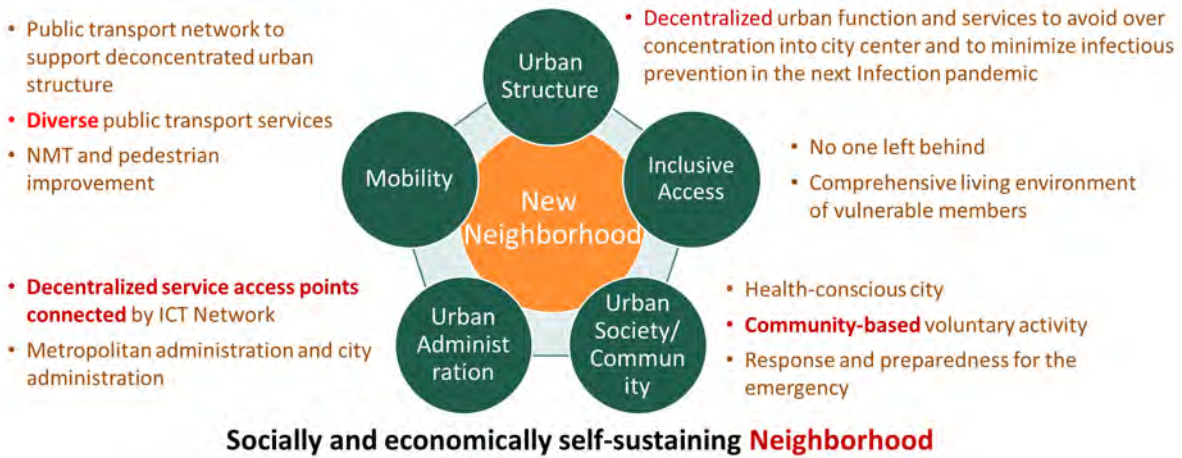 • Public transport network to
support deconcentrated urban
structure
• Diverse public transport services
• NMT and pedestrian
improvement
Urban
Structure
• Decentralized urban function and services to avoid over
concentration into city center and to minimize infectious
prevention in the next Infection pandemic
Mobility
New
Neighborhood
Inclusive
Access
• No one left behind
• Comprehensive living environment
of vulnerable members
• Decentralized service access points
connected by ICT Network
• Metropolitan administration and city
administration
Urban
Administ
ration
Urban
Society/
Commun
ity
• Health-conscious city
• Community-based voluntary activity
• Response and preparedness for the
emergency
Socially and economically self-sustaining Neighborhood